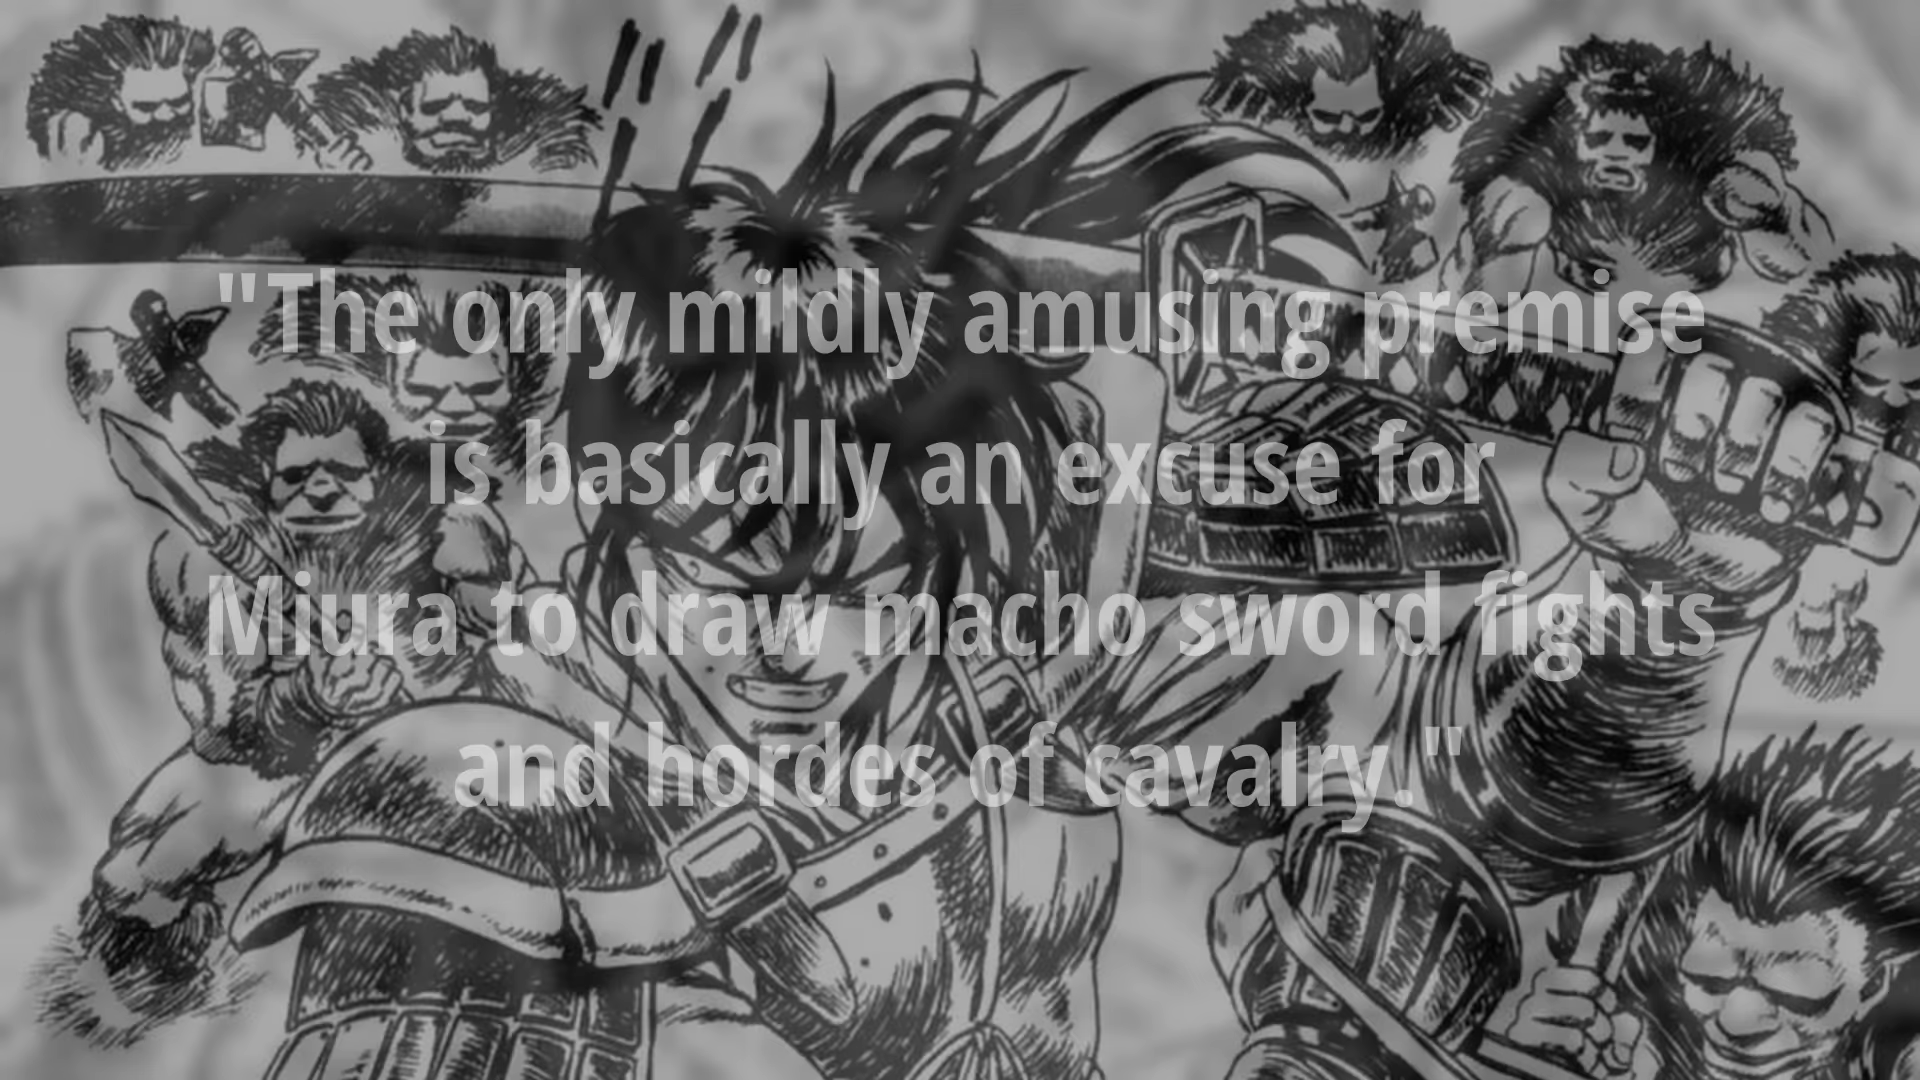 "The only mildly amusing premise
is basically an excuse for
Miura to draw macho sword fights
and hordes of cavalry."